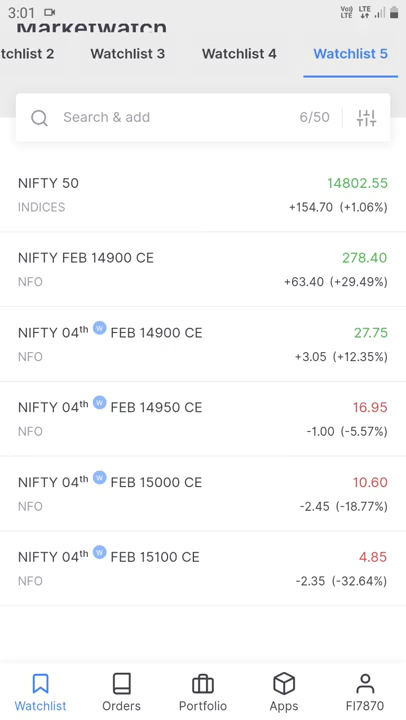 3:01 Vo)) LTE LTE
Marketwatch
tchlist 2 Watchlist 3 Watchlist 4 Watchlist 5
Search & add 6/50
NIFTY 50 14802.55
INDICES +154.70 (+1.06%)
NIFTY FEB 14900 CE 278.40
NFO +63.40 (+29.49%)
NIFTY 04th W FEB 14900 CE 27.75
NFO +3.05 (+12.35%)
NIFTY 04th W FEB 14950 CE 16.95
NFO -1.00 (-5.57%)
NIFTY 04th W FEB 15000 CE 10.60
NFO -2.45 (-18.77%)
NIFTY 04th W FEB 15100 CE 4.85
NFO -2.35 (-32.64%)
Watchlist Orders Portfolio Apps FI7870